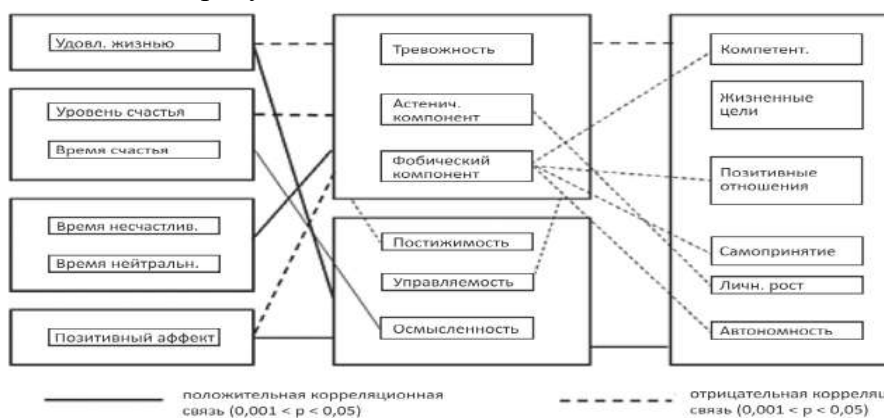 Удовл. жизнью
Уровень счастья
Время счастья
Время несчастлив.
Время нейтральн.
Позитивный аффект
Тревожность
Астенич.
компонент
Фобический
компонент
Постижимость
Управляемость
Осмысленность
Компетент.
Жизненные
цели
Позитивные
отношения
Самопринятие
Личн. рост
Автономность
положительная корреляционная
связь (0,001 < p < 0,05)
отрицательная корреляц
связь (0,001 < p < 0,05)